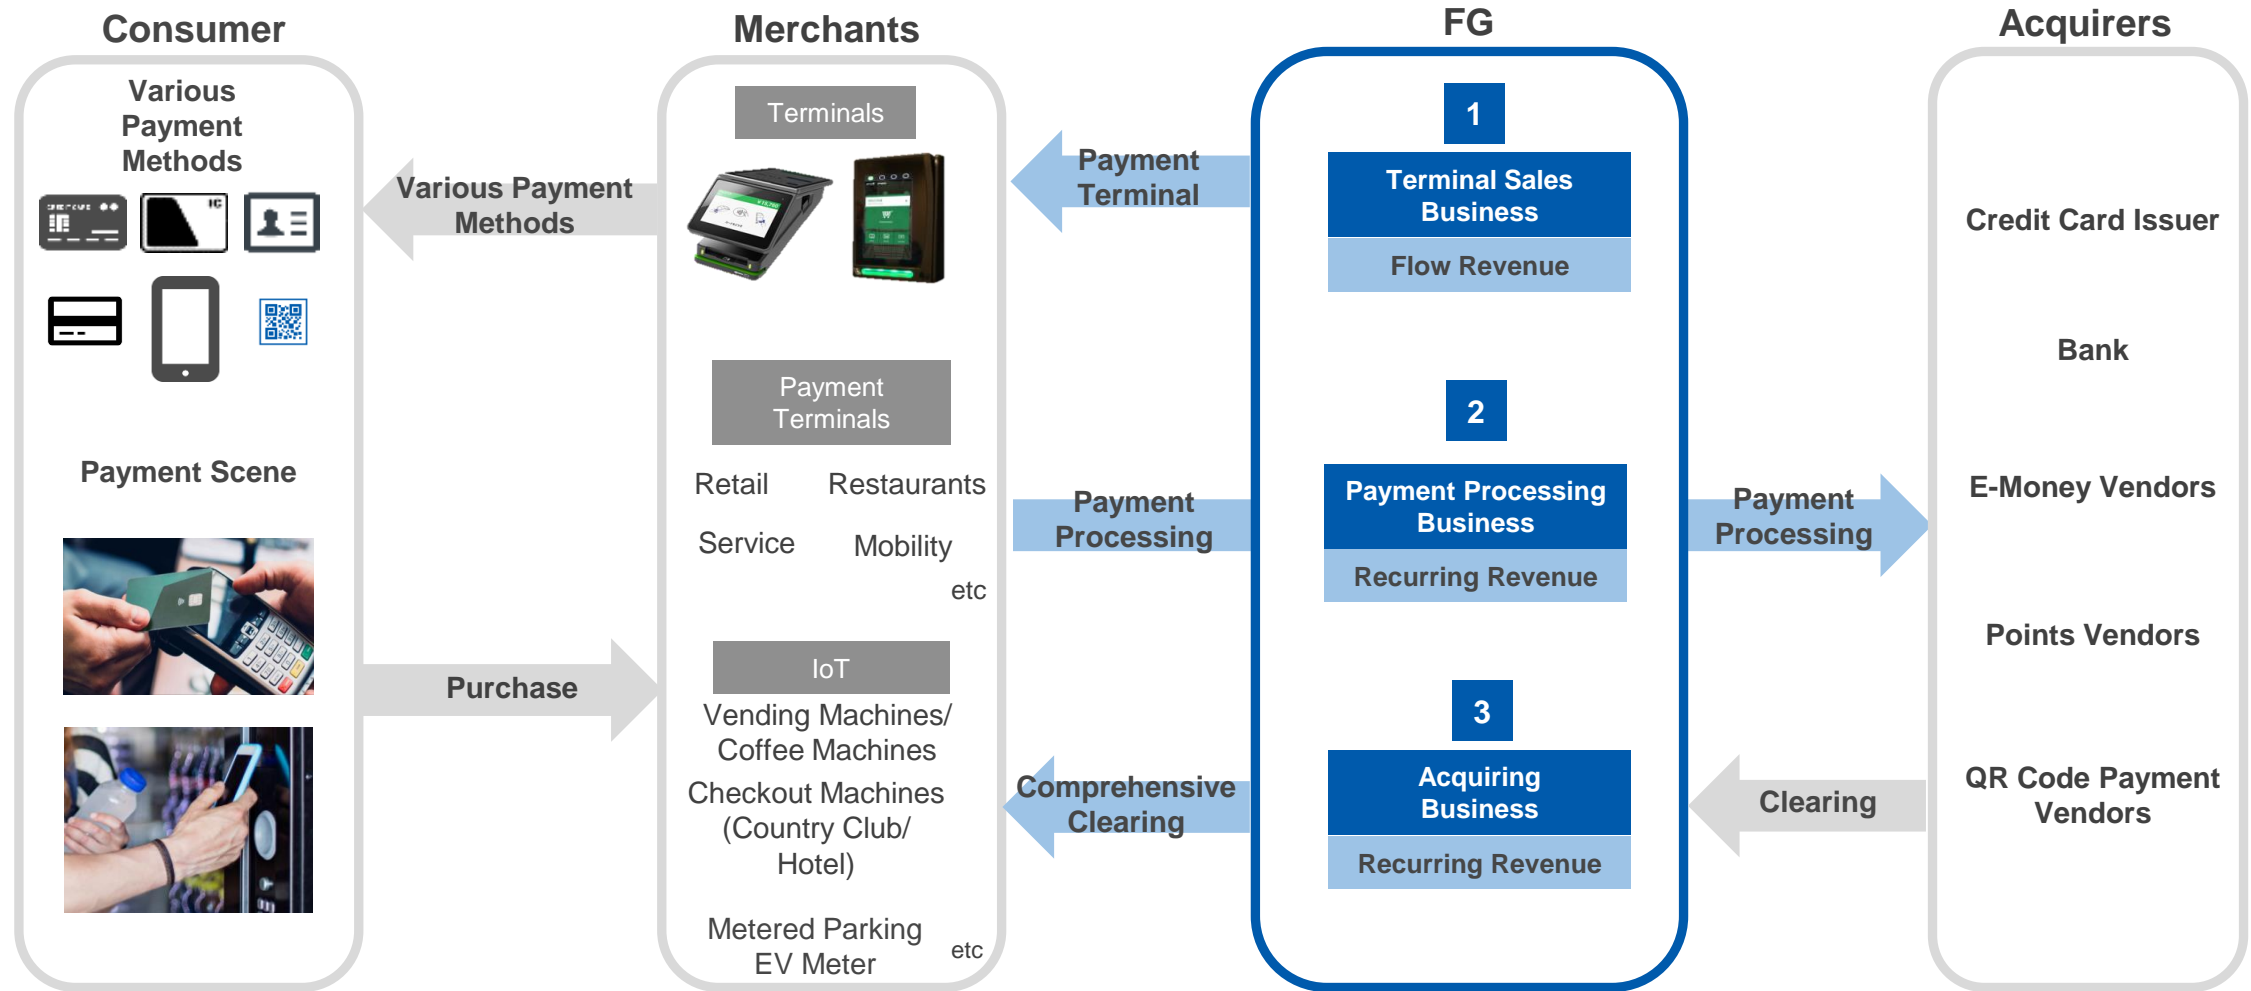 Consumer
Various
Payment
Methods
CREDIT CARD
IC
Payment Scene
Various Payment
Methods
Purchase
Merchants
Terminals
Payment
Terminals
Retail
Restaurants
Service
Mobility
etc
IoT
Vending Machines/
Coffee Machines
Checkout Machines
(Country Club/
Hotel)
Metered Parking
EV Meter
etc
Payment
Terminal
Payment
Processing
Comprehensive
Clearing
FG
1
Terminal Sales
Business
Flow Revenue
2
Payment Processing
Business
Recurring Revenue
3
Acquiring
Business
Recurring Revenue
Payment
Processing
Clearing
Acquirers
Credit Card Issuer
Bank
E-Money Vendors
Points Vendors
QR Code Payment
Vendors